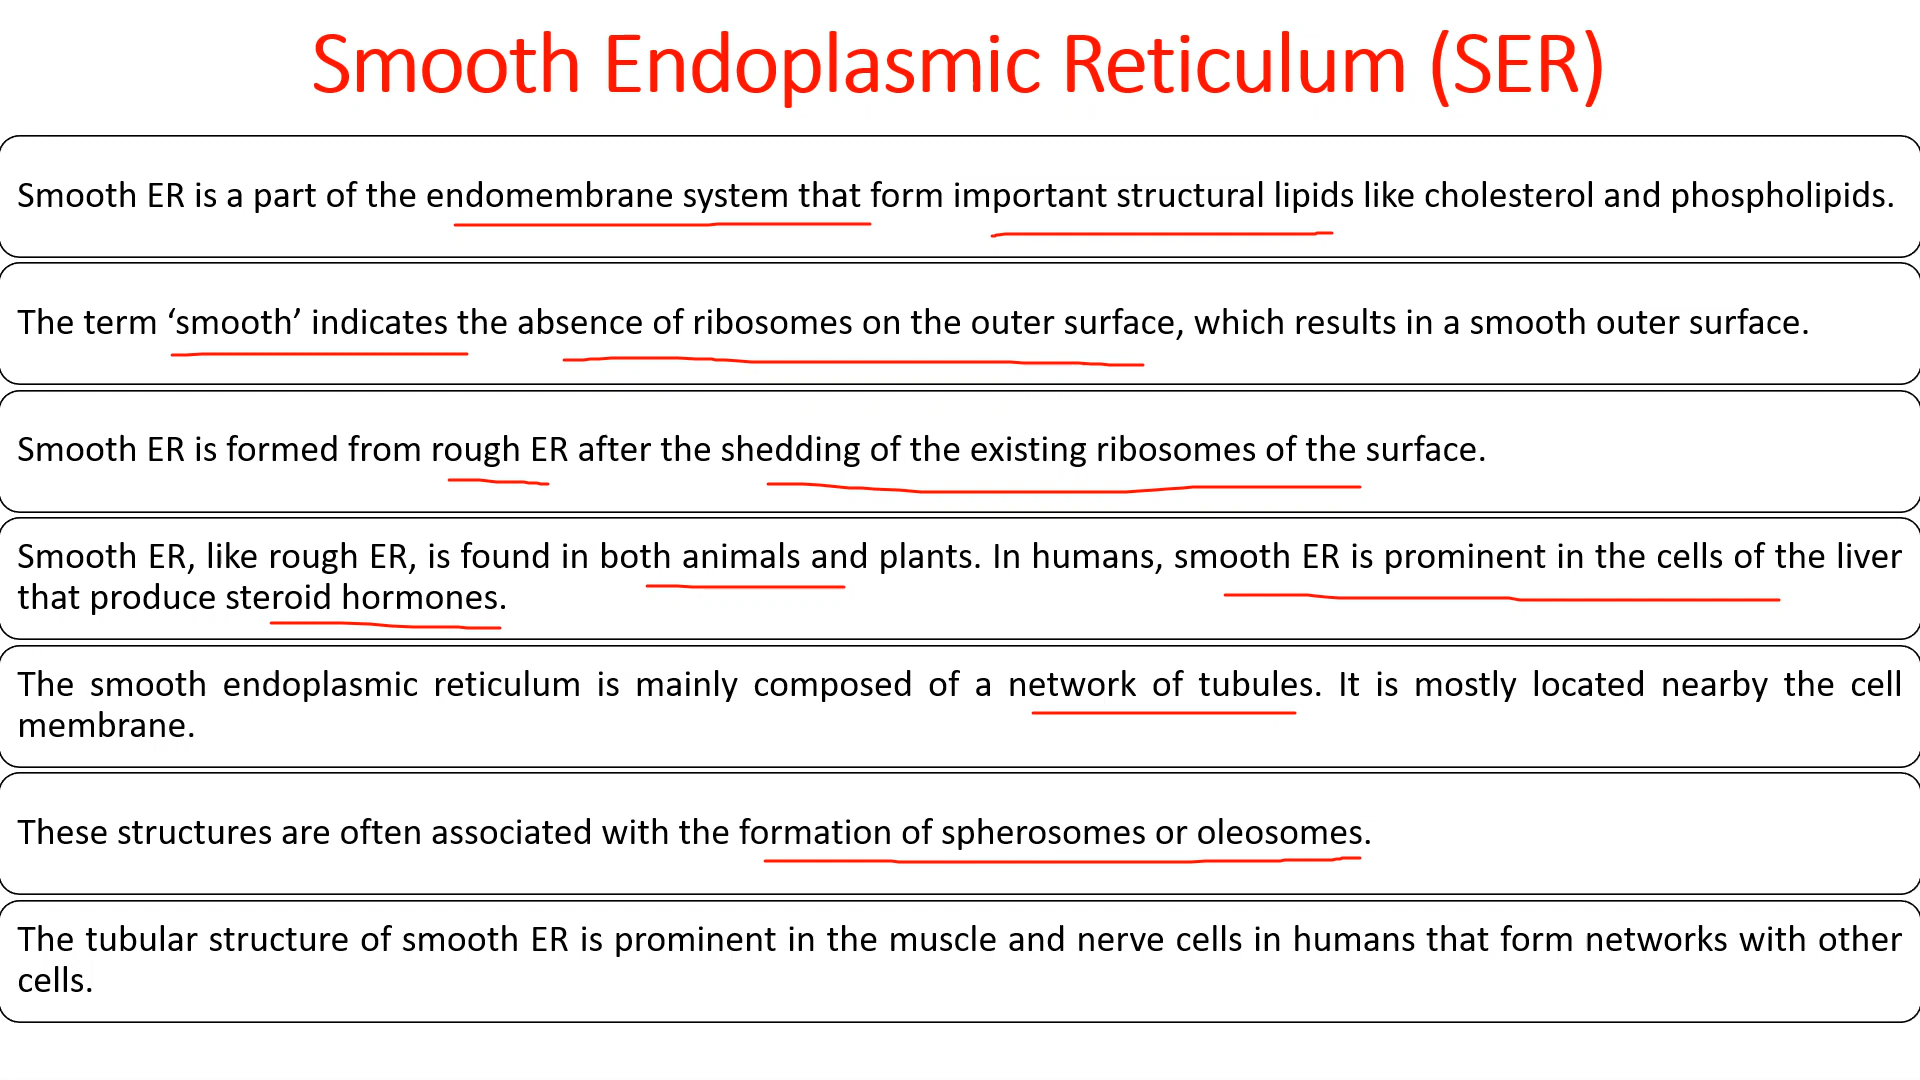 Smooth Endoplasmic Reticulum (SER)
Smooth ER is a part of the endomembrane system that form important structural lipids like cholesterol and phospholipids.
The term ‘smooth’ indicates the absence of ribosomes on the outer surface, which results in a smooth outer surface.
Smooth ER is formed from rough ER after the shedding of the existing ribosomes of the surface.
Smooth ER, like rough ER, is found in both animals and plants. In humans, smooth ER is prominent in the cells of the liver
that produce steroid hormones.
The smooth endoplasmic reticulum is mainly composed of a network of tubules. It is mostly located nearby the cell
membrane.
These structures are often associated with the formation of spherosomes or oleosomes.
The tubular structure of smooth ER is prominent in the muscle and nerve cells in humans that form networks with other
cells.